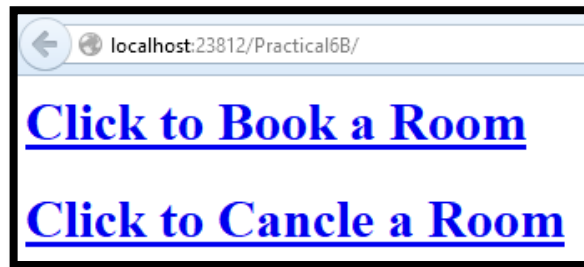 localhost:23812/Practical6B/
Click to Book a Room
Click to Cancle a Room